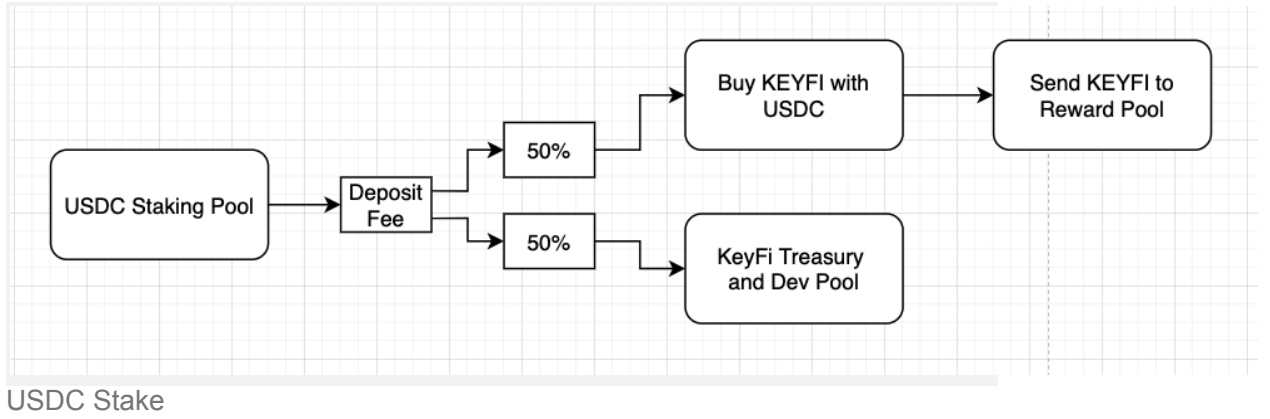 USDC Staking Pool
Deposit
Fee
50%
50%
Buy KEYFI with
USDC
Send KEYFI to
Reward Pool
KeyFi Treasury
and Dev Pool
USDC Stake